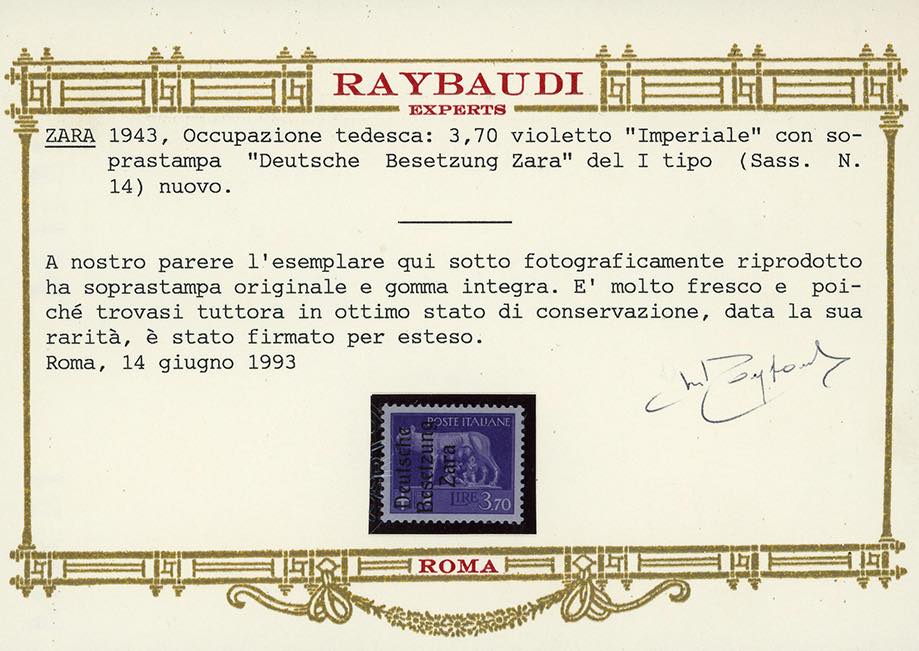 RAYBAUDI
EXPERTS
ZARA 1943, Occupazione tedesca: 3,70 violetto "Imperiale" con so-
prastampa "Deutsche Besetzung Zara" del I tipo (Sass. N.
14) nuovo.
A nostro parere l'esemplare qui sotto fotograficamente riprodotto
ha soprastampa originale e gomma integra. E' molto fresco e poi-
ché trovasi tuttora in ottimo stato di conservazione, data la sua
rarità, è stato firmato per esteso.
Roma, 14 giugno 1993
POSTE ITALIANE
Deutsche
Besetzung
Zara
LIRE 3.70
ROMA